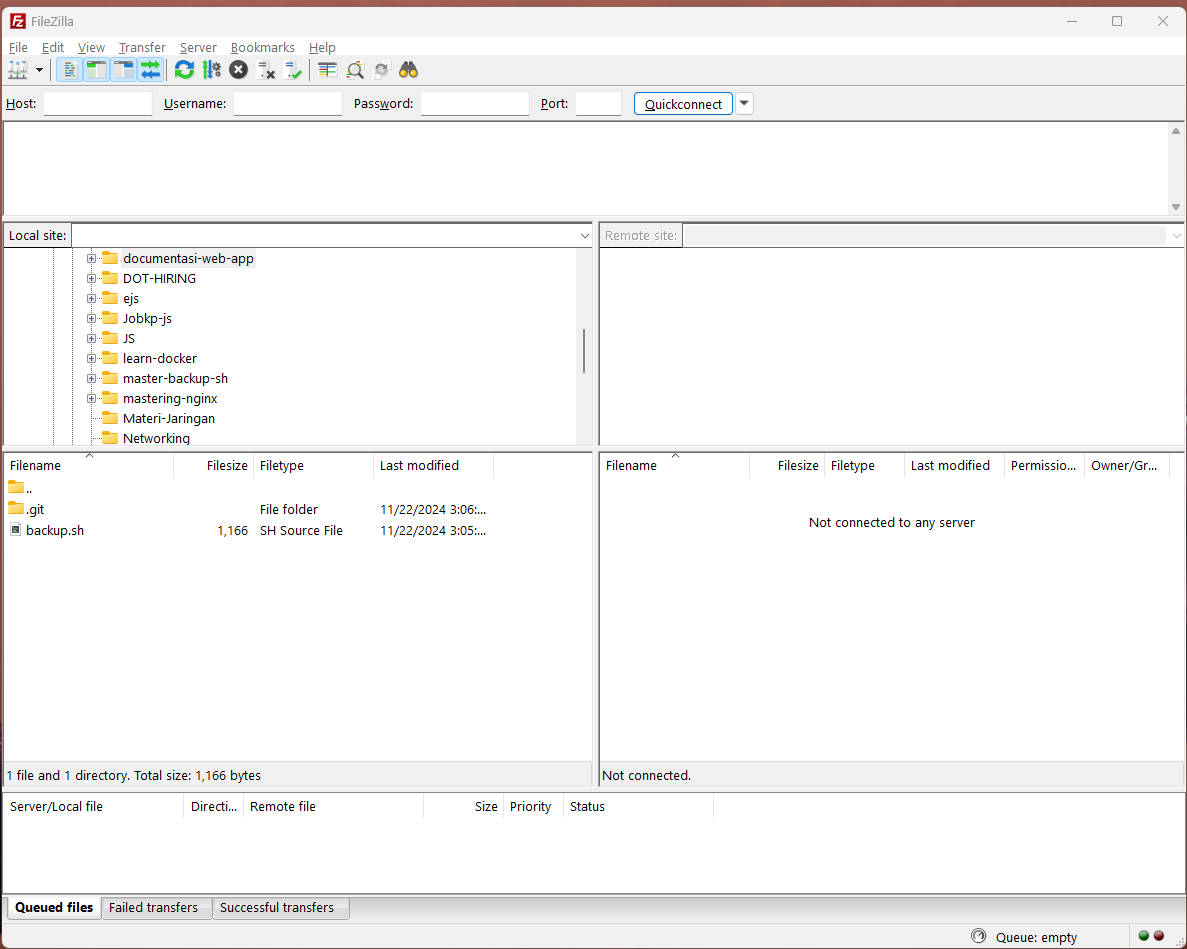 FileZilla
File Edit View Transfer Server Bookmarks Help
Host: Username: Password: Port: Quickconnect
Local site:
Remote site:
documentasi-web-app
DOT-HIRING
ejs
Jobkp-js
JS
learn-docker
master-backup-sh
mastering-nginx
Materi-Jaringan
Networking
Filename Filesize Filetype Last modified
..
.git File folder 11/22/2024 3:06:...
backup.sh 1,166 SH Source File 11/22/2024 3:05:...
1 file and 1 directory. Total size: 1,166 bytes
Filename Filesize Filetype Last modified Permissio... Owner/Gr...
Not connected to any server
Not connected.
Server/Local file Directi... Remote file Size Priority Status
Queued files Failed transfers Successful transfers
Queue: empty